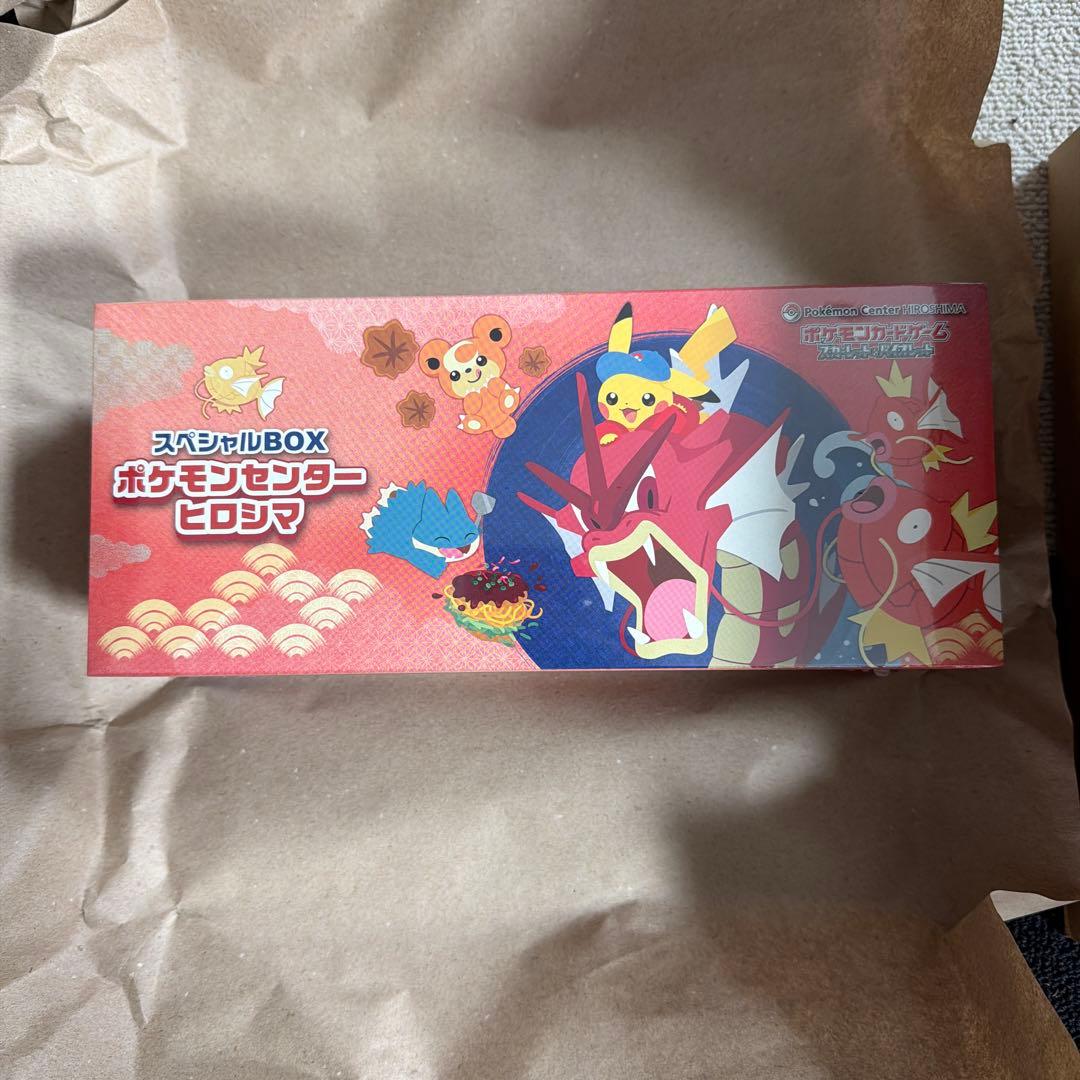 Pokémon Center HIROSHIMA
ポケモンカードゲーム
スカーレット&バイオレット
スペシャルBOX
ポケモンセンター
ヒロシマ